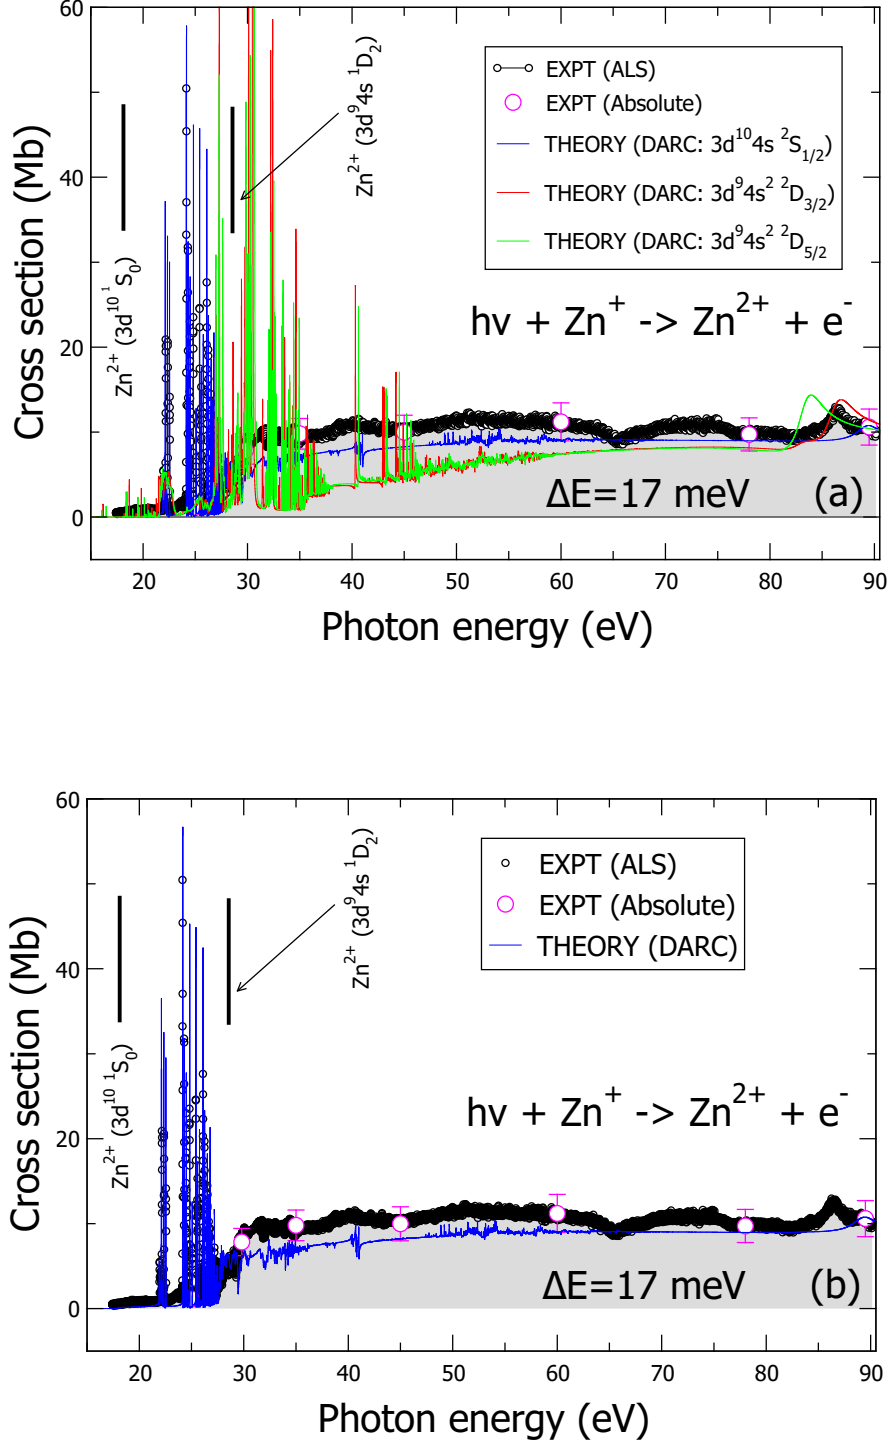 60
40
20
0
Cross section (Mb)
Zn²⁺ (3d¹⁰ ¹S₀)
Zn²⁺ (3d⁹4s ¹D₂)
EXPT (ALS)
EXPT (Absolute)
THEORY (DARC: 3d¹⁰4s ²S₁/₂)
THEORY (DARC: 3d⁹4s² ²D₃/₂)
THEORY (DARC: 3d⁹4s² ²D₅/₂
hν + Zn⁺ -> Zn²⁺ + e⁻
ΔE=17 meV (a)
20 30 40 50 60 70 80 90
Photon energy (eV)
60
40
20
0
Cross section (Mb)
Zn²⁺ (3d¹⁰ ¹S₀)
Zn²⁺ (3d⁹4s ¹D₂)
EXPT (ALS)
EXPT (Absolute)
THEORY (DARC)
hν + Zn⁺ -> Zn²⁺ + e⁻
ΔE=17 meV (b)
20 30 40 50 60 70 80 90
Photon energy (eV)